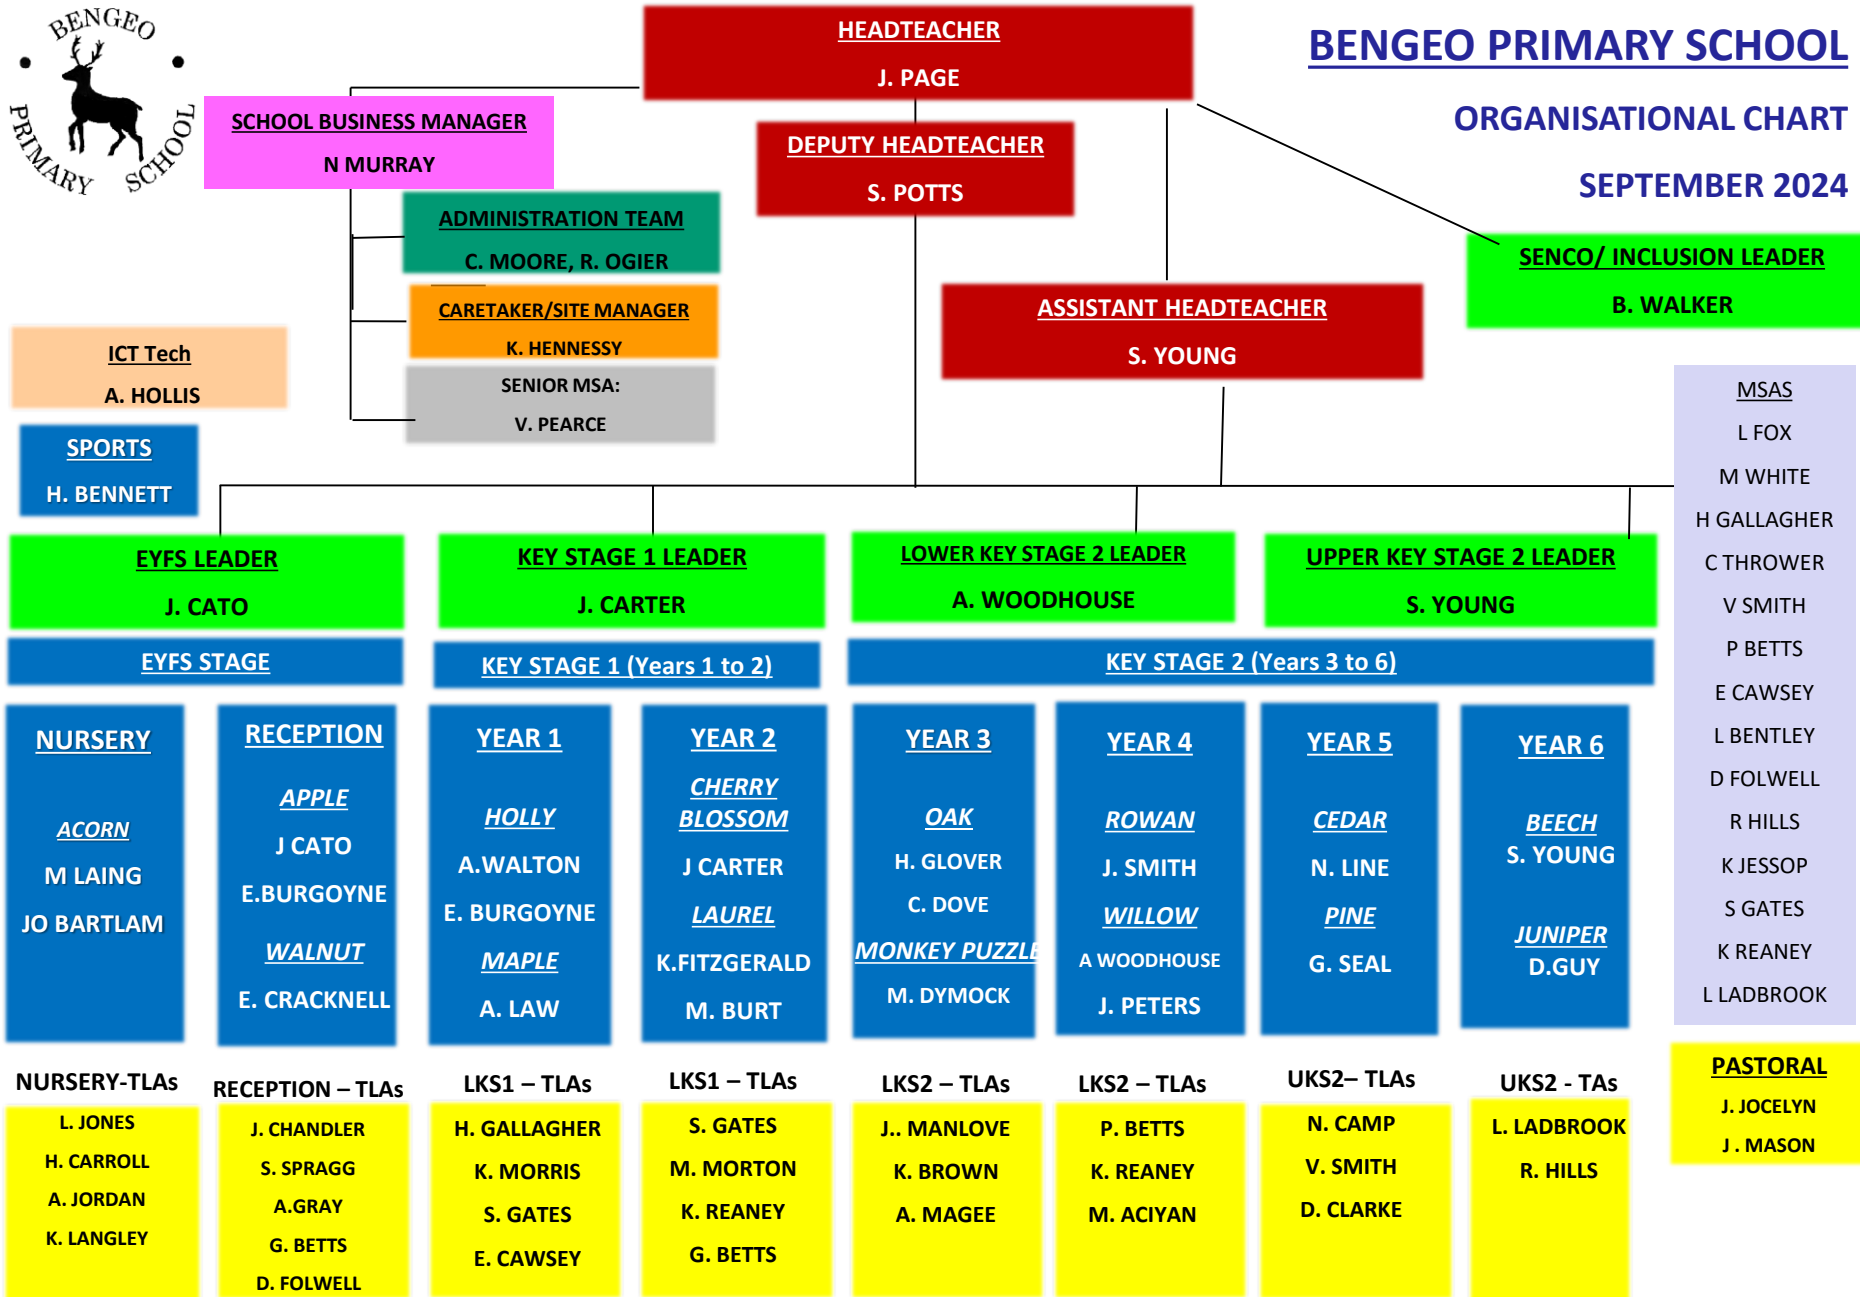 BENGEO
PRIMARY SCHOOL
HEADTEACHER
J. PAGE
BENGEO PRIMARY SCHOOL
ORGANISATIONAL CHART
SEPTEMBER 2024
SCHOOL BUSINESS MANAGER
N MURRAY
DEPUTY HEADTEACHER
S. POTTS
ADMINISTRATION TEAM
C. MOORE, R. OGIER
SENCO/ INCLUSION LEADER
B. WALKER
CARETAKER/SITE MANAGER
K. HENNESSY
ASSISTANT HEADTEACHER
S. YOUNG
ICT Tech
A. HOLLIS
SENIOR MSA:
V. PEARCE
SPORTS
H. BENNETT
MSAS
L FOX
M WHITE
H GALLAGHER
C THROWER
V SMITH
P BETTS
E CAWSEY
L BENTLEY
D FOLWELL
R HILLS
K JESSOP
S GATES
K REANEY
L LADBROOK
EYFS LEADER
J. CATO
KEY STAGE 1 LEADER
J. CARTER
LOWER KEY STAGE 2 LEADER
A. WOODHOUSE
UPPER KEY STAGE 2 LEADER
S. YOUNG
EYFS STAGE
KEY STAGE 1 (Years 1 to 2)
KEY STAGE 2 (Years 3 to 6)
NURSERY
ACORN
M LAING
JO BARTLAM
RECEPTION
APPLE
J CATO
E.BURGOYNE
WALNUT
E. CRACKNELL
YEAR 1
HOLLY
A.WALTON
E. BURGOYNE
MAPLE
A. LAW
YEAR 2
CHERRY
BLOSSOM
J CARTER
LAUREL
K.FITZGERALD
M. BURT
YEAR 3
OAK
H. GLOVER
C. DOVE
MONKEY PUZZLE
M. DYMOCK
YEAR 4
ROWAN
J. SMITH
WILLOW
A WOODHOUSE
J. PETERS
YEAR 5
CEDAR
N. LINE
PINE
G. SEAL
YEAR 6
BEECH
S. YOUNG
JUNIPER
D.GUY
NURSERY-TLAs
L. JONES
H. CARROLL
A. JORDAN
K. LANGLEY
RECEPTION – TLAs
J. CHANDLER
S. SPRAGG
A.GRAY
G. BETTS
D. FOLWELL
LKS1 – TLAs
H. GALLAGHER
K. MORRIS
S. GATES
E. CAWSEY
LKS1 – TLAs
S. GATES
M. MORTON
K. REANEY
G. BETTS
LKS2 – TLAs
J.. MANLOVE
K. BROWN
A. MAGEE
LKS2 – TLAs
P. BETTS
K. REANEY
M. ACIYAN
UKS2– TLAs
N. CAMP
V. SMITH
D. CLARKE
UKS2 - TAs
L. LADBROOK
R. HILLS
PASTORAL
J. JOCELYN
J . MASON